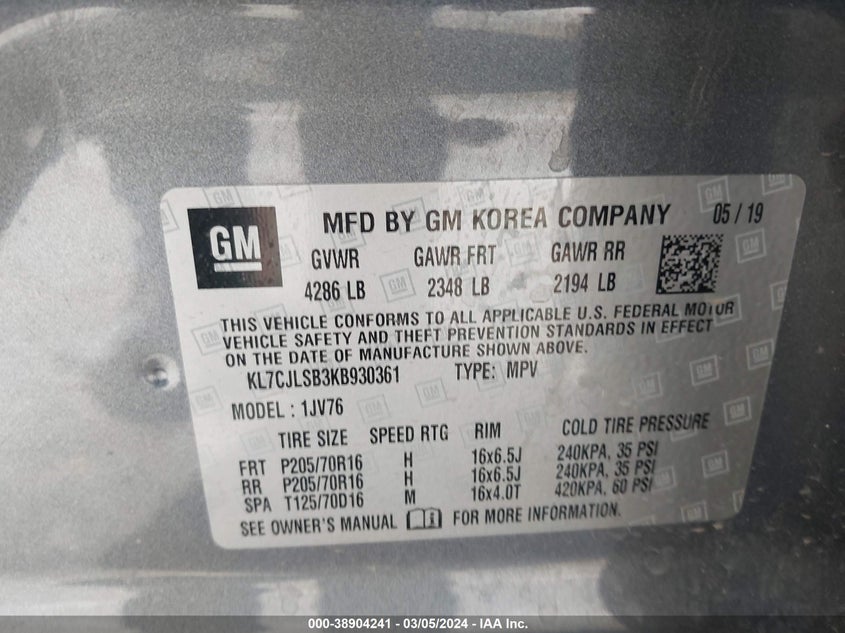 GM
MFD BY GM KOREA COMPANY 05 / 19
GVWR GAWR FRT GAWR RR
4286 LB 2348 LB 2194 LB
THIS VEHICLE CONFORMS TO ALL APPLICABLE U.S. FEDERAL MOTOR
VEHICLE SAFETY AND THEFT PREVENTION STANDARDS IN EFFECT
ON THE DATE OF MANUFACTURE SHOWN ABOVE.
KL7CJLSB3KB930361 TYPE: MPV
MODEL : 1JV76
TIRE SIZE SPEED RTG RIM COLD TIRE PRESSURE
FRT P205/70R16 H 16x6.5J 240KPA, 35 PSI
RR P205/70R16 H 16x6.5J 240KPA, 35 PSI
SPA T125/70D16 M 16x4.0T 420KPA, 60 PSI
SEE OWNER'S MANUAL FOR MORE INFORMATION.
000-38904241 - 03/05/2024 - IAA Inc.